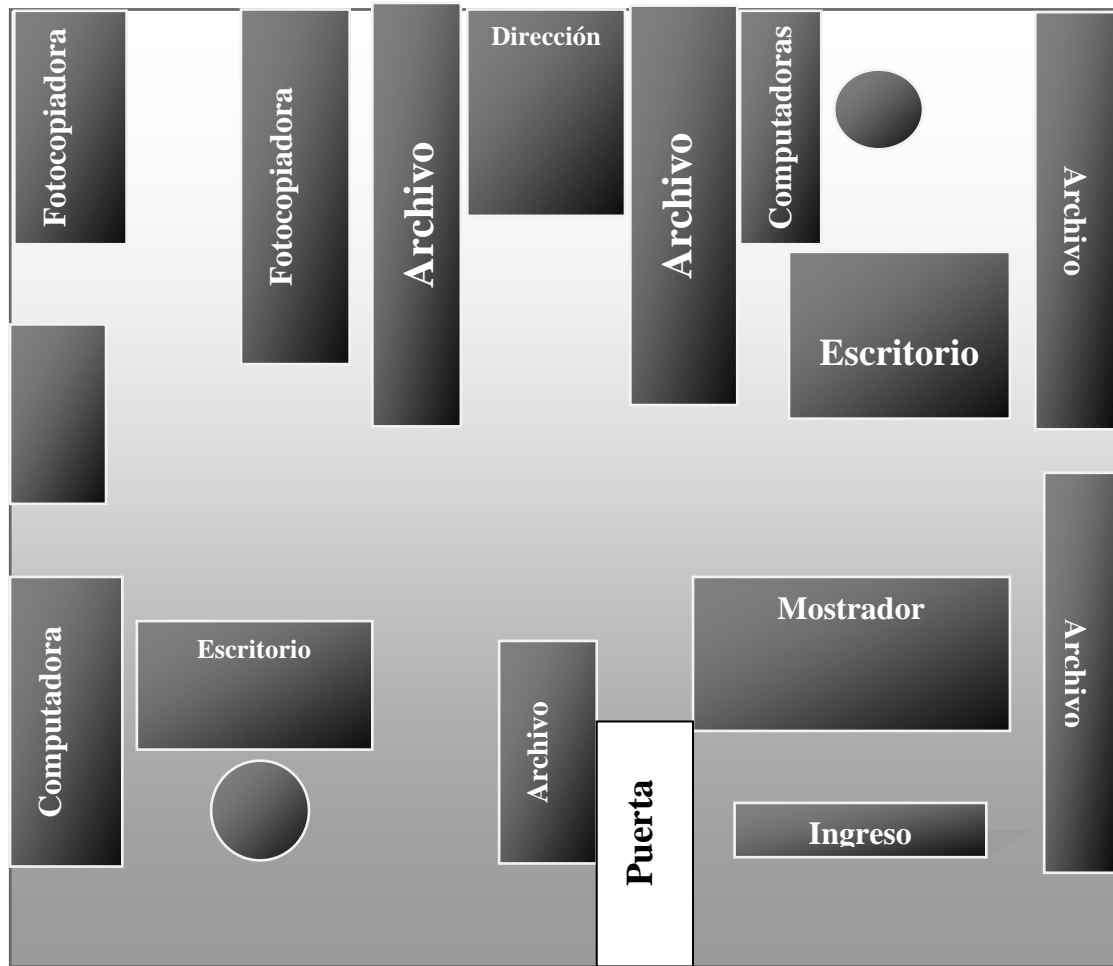 Fotocopiadora
Fotocopiadora
Archivo
Dirección
Archivo
Computadoras
Archivo
Escritorio
Computadora
Escritorio
Archivo
Puerta
Mostrador
Ingreso
Archivo